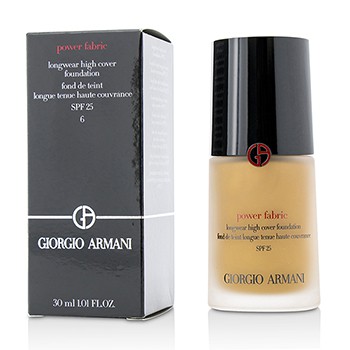 power fabric
longwear high cover
foundation
fond de teint
longue tenue haute couvrance
SPF 25
6
GIORGIO ARMANI
30 ml 1.01 FL.OZ.
power fabric
longwear high cover foundation
fond de teint longue tenue haute couvrance
SPF 25
GIORGIO ARMANI